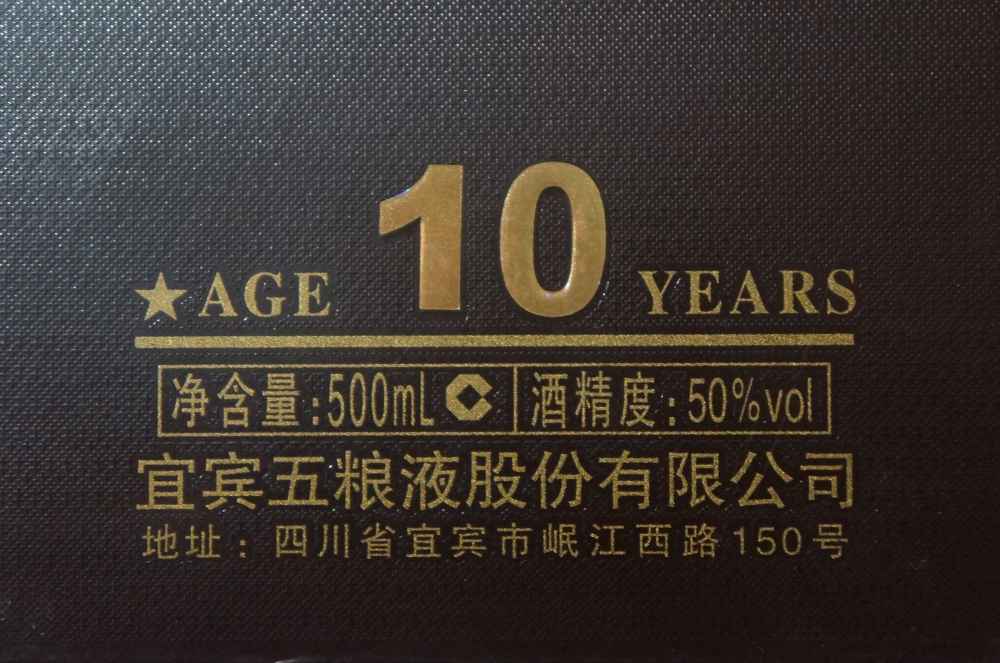 ★AGE 10 YEARS
净含量:500mL 酒精度:50%vol
宜宾五粮液股份有限公司
地址:四川省宜宾市岷江西路150号